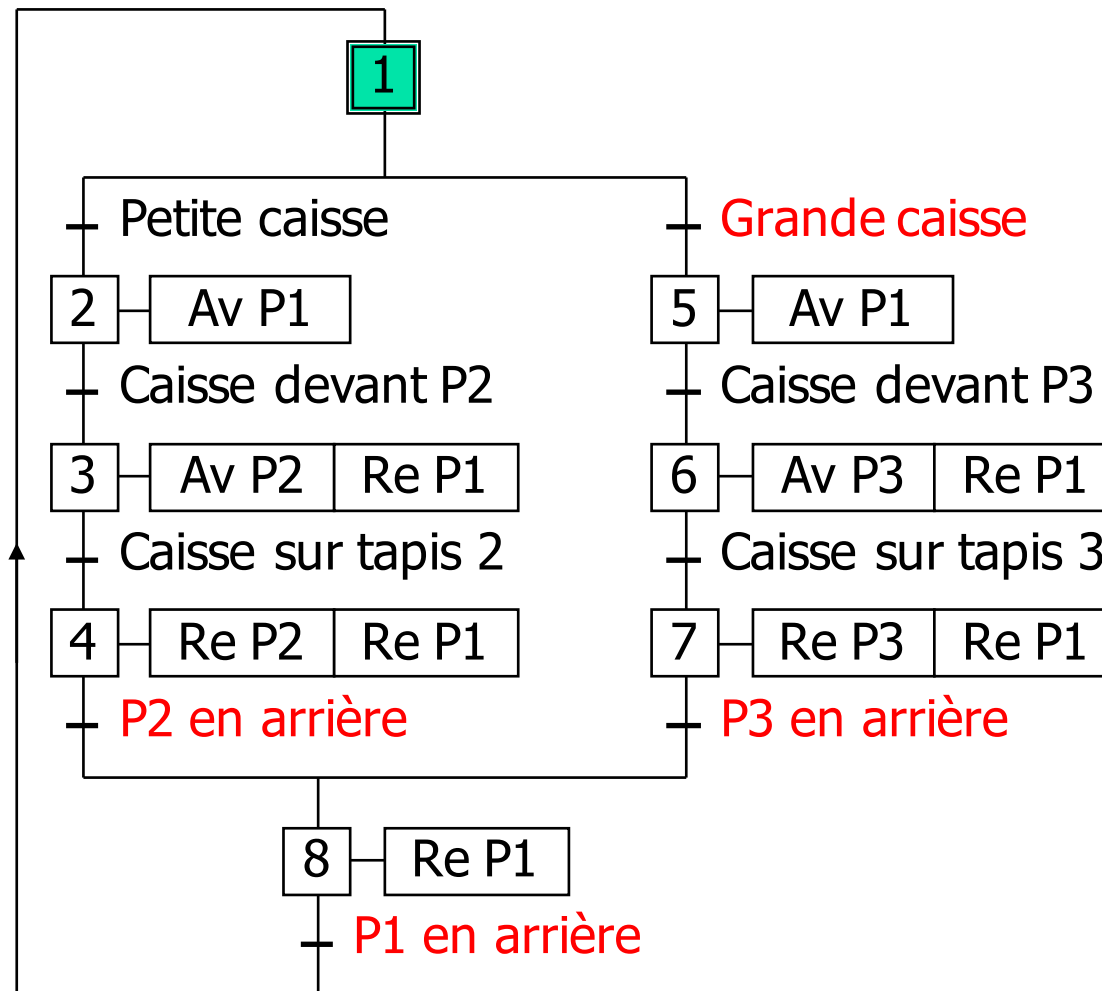 1
Petite caisse
Grande caisse
2 Av P1
5 Av P1
Caisse devant P2
Caisse devant P3
3 Av P2 Re P1
6 Av P3 Re P1
Caisse sur tapis 2
Caisse sur tapis 3
4 Re P2 Re P1
7 Re P3 Re P1
P2 en arrière
P3 en arrière
8 Re P1
P1 en arrière